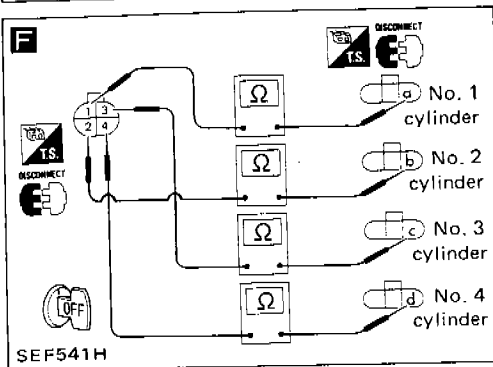 F
T.S.
DISCONNECT
1 3
2 4
T.S.
DISCONNECT
Ω
a No. 1
cylinder
Ω
b No. 2
cylinder
Ω
c No. 3
cylinder
Ω
d No. 4
cylinder
OFF
SEF541H